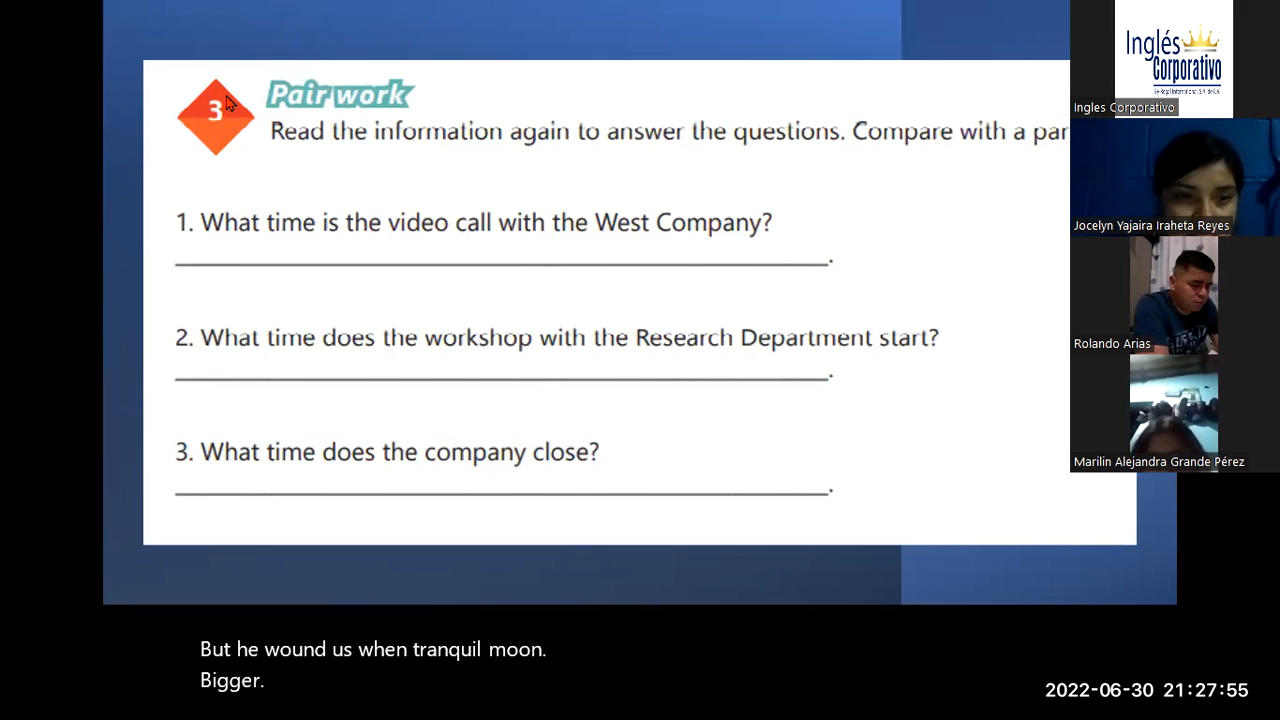 3
Pair work
Read the information again to answer the questions. Compare with a par
1. What time is the video call with the West Company?
.
2. What time does the workshop with the Research Department start?
.
3. What time does the company close?
.
Inglés
Corporativo
Ingles Corporativo
Jocelyn Yajaira Iraheta Reyes
Rolando Arias
Marilin Alejandra Grande Pérez
But he wound us when tranquil moon.
Bigger.
2022-06-30 21:27:55